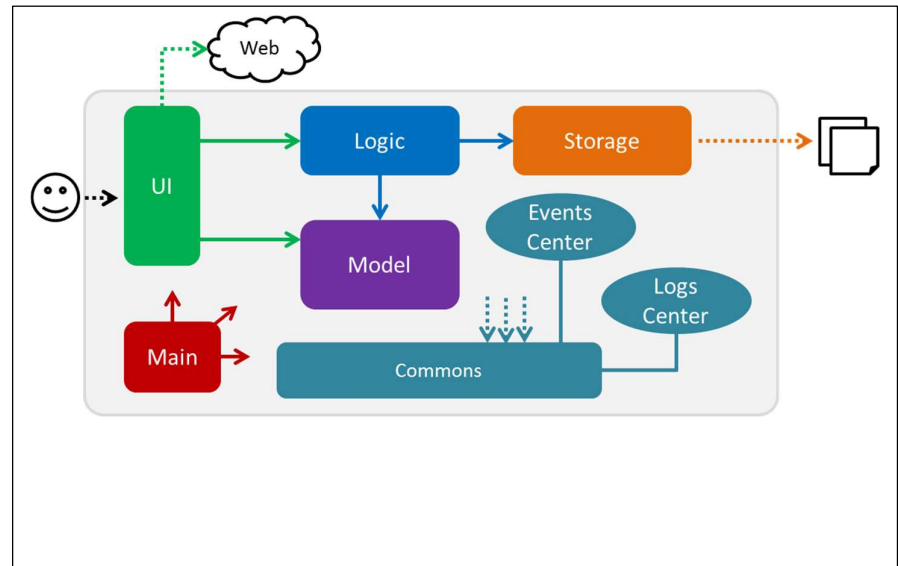 Web
UI
Logic
Storage
Events
Center
Model
Logs
Center
Main
Commons